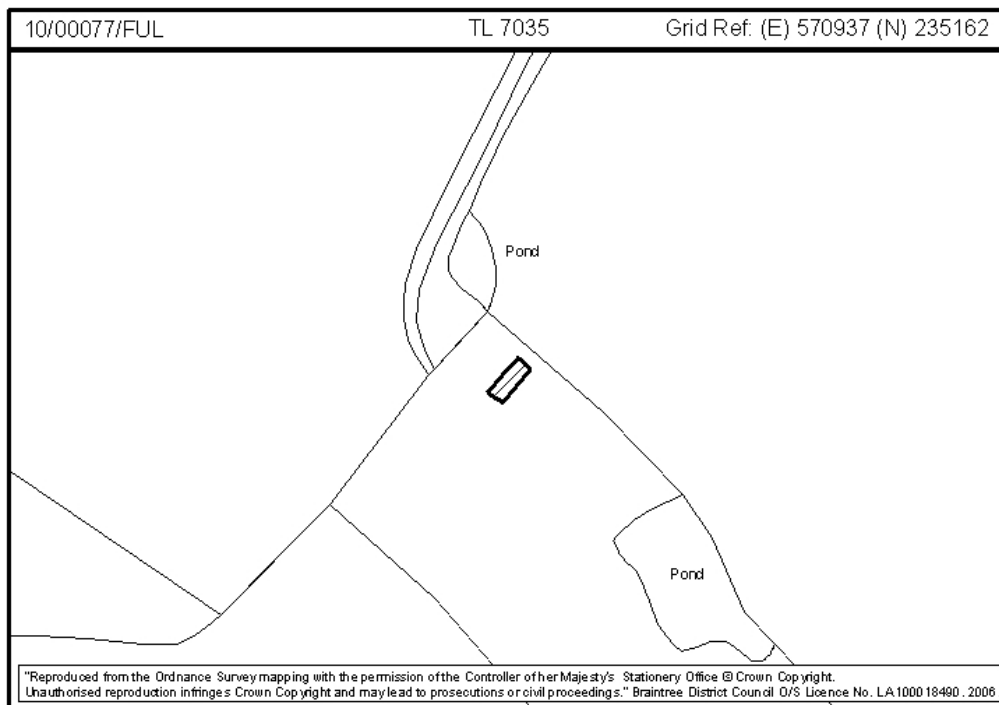 10/00077/FUL TL 7035 Grid Ref: (E) 570937 (N) 235162
Pond
Pond
"Reproduced from the Ordnance Survey mapping with the permission of the Controller of her Majesty's Stationery Office © Crown Copyright.
Unauthorised reproduction infringes Crown Copyright and may lead to prosecutions or civil proceedings." Braintree District Council O/S Licence No. LA 100018490. 2006